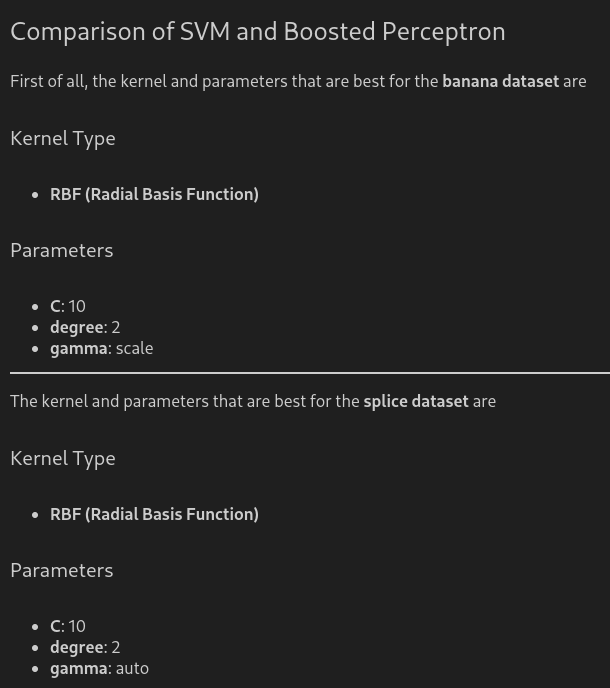 Comparison of SVM and Boosted Perceptron
First of all, the kernel and parameters that are best for the banana dataset are
Kernel Type
• RBF (Radial Basis Function)
Parameters
• C: 10
• degree: 2
• gamma: scale
The kernel and parameters that are best for the splice dataset are
Kernel Type
• RBF (Radial Basis Function)
Parameters
• C: 10
• degree: 2
• gamma: auto